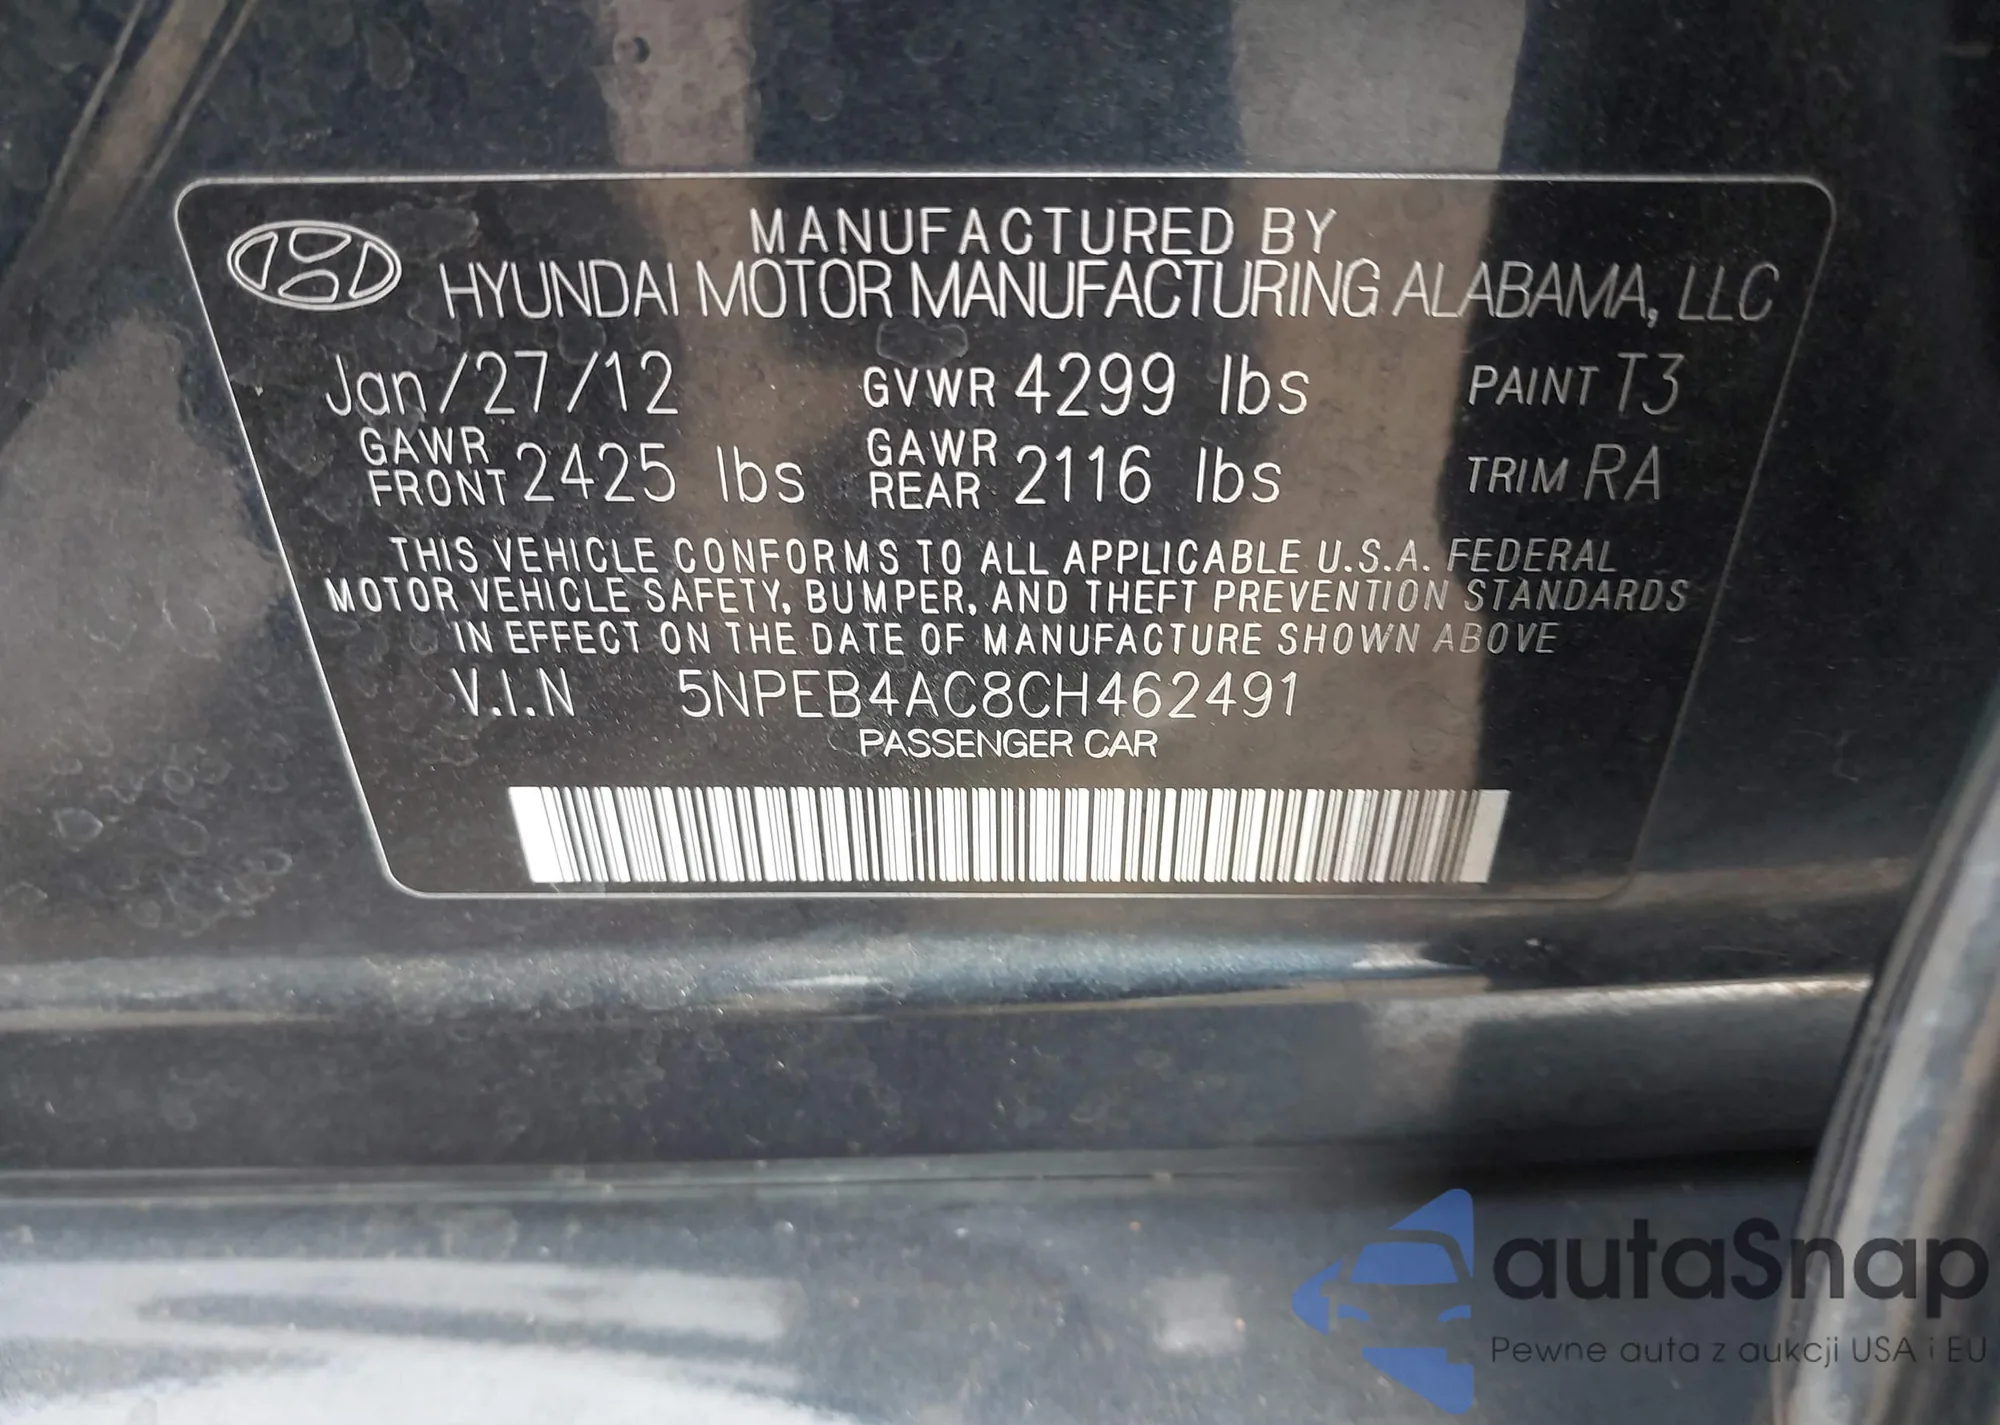 MANUFACTURED BY
HYUNDAI MOTOR MANUFACTURING ALABAMA, LLC
Jan/27/12 GVWR 4299 lbs PAINT T3
GAWR FRONT 2425 lbs GAWR REAR 2116 lbs TRIM RA
THIS VEHICLE CONFORMS TO ALL APPLICABLE U.S.A. FEDERAL
MOTOR VEHICLE SAFETY, BUMPER, AND THEFT PREVENTION STANDARDS
IN EFFECT ON THE DATE OF MANUFACTURE SHOWN ABOVE
V.I.N 5NPEB4AC8CH462491
PASSENGER CAR
autaSnap
Pewne auta z aukcji USA i EU